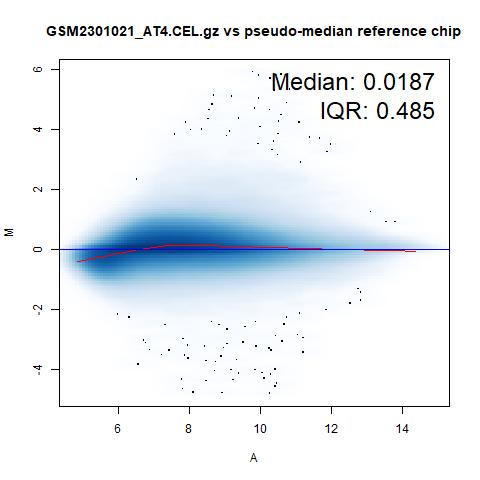 GSM2301021_AT4.CEL.gz vs pseudo-median reference chip
Median: 0.0187
IQR: 0.485
6
4
2
0
-2
-4
M
6 8 10 12 14
A